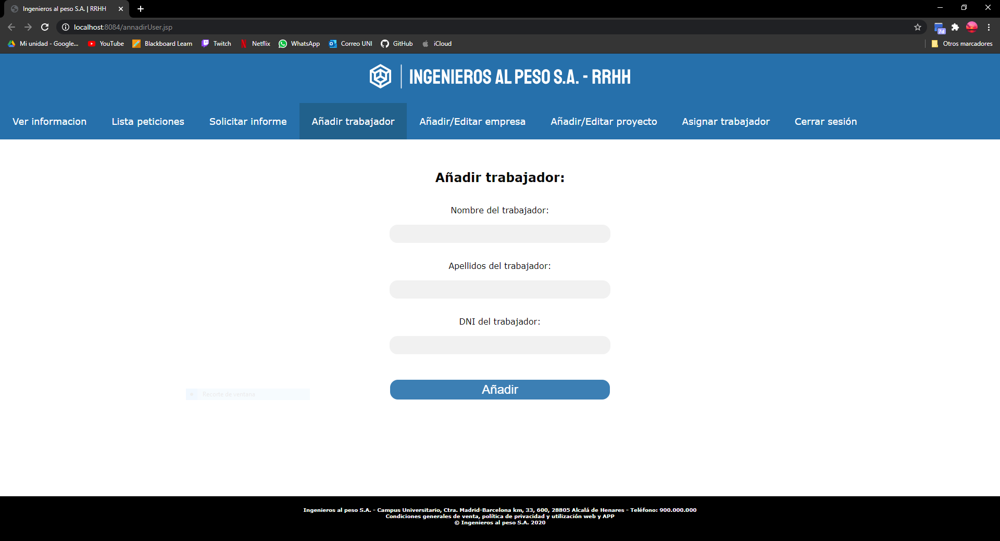 Ingenieros al peso S.A. | RRHH
localhost:8084/annadirUser.jsp
7d
Mi unidad - Google...
YouTube
Blackboard Learn
Twitch
Netflix
WhatsApp
Correo UNI
GitHub
iCloud
Otros marcadores
INGENIEROS AL PESO S.A. - RRHH
Ver informacion
Lista peticiones
Solicitar informe
Añadir trabajador
Añadir/Editar empresa
Añadir/Editar proyecto
Asignar trabajador
Cerrar sesión
Añadir trabajador:
Nombre del trabajador:
Apellidos del trabajador:
DNI del trabajador:
Añadir
Recorte de ventana
Ingenieros al peso S.A. - Campus Universitario, Ctra. Madrid-Barcelona km, 33, 600, 28805 Alcalá de Henares - Teléfono: 900.000.000
Condiciones generales de venta, política de privacidad y utilización web y APP
© Ingenieros al peso S.A. 2020